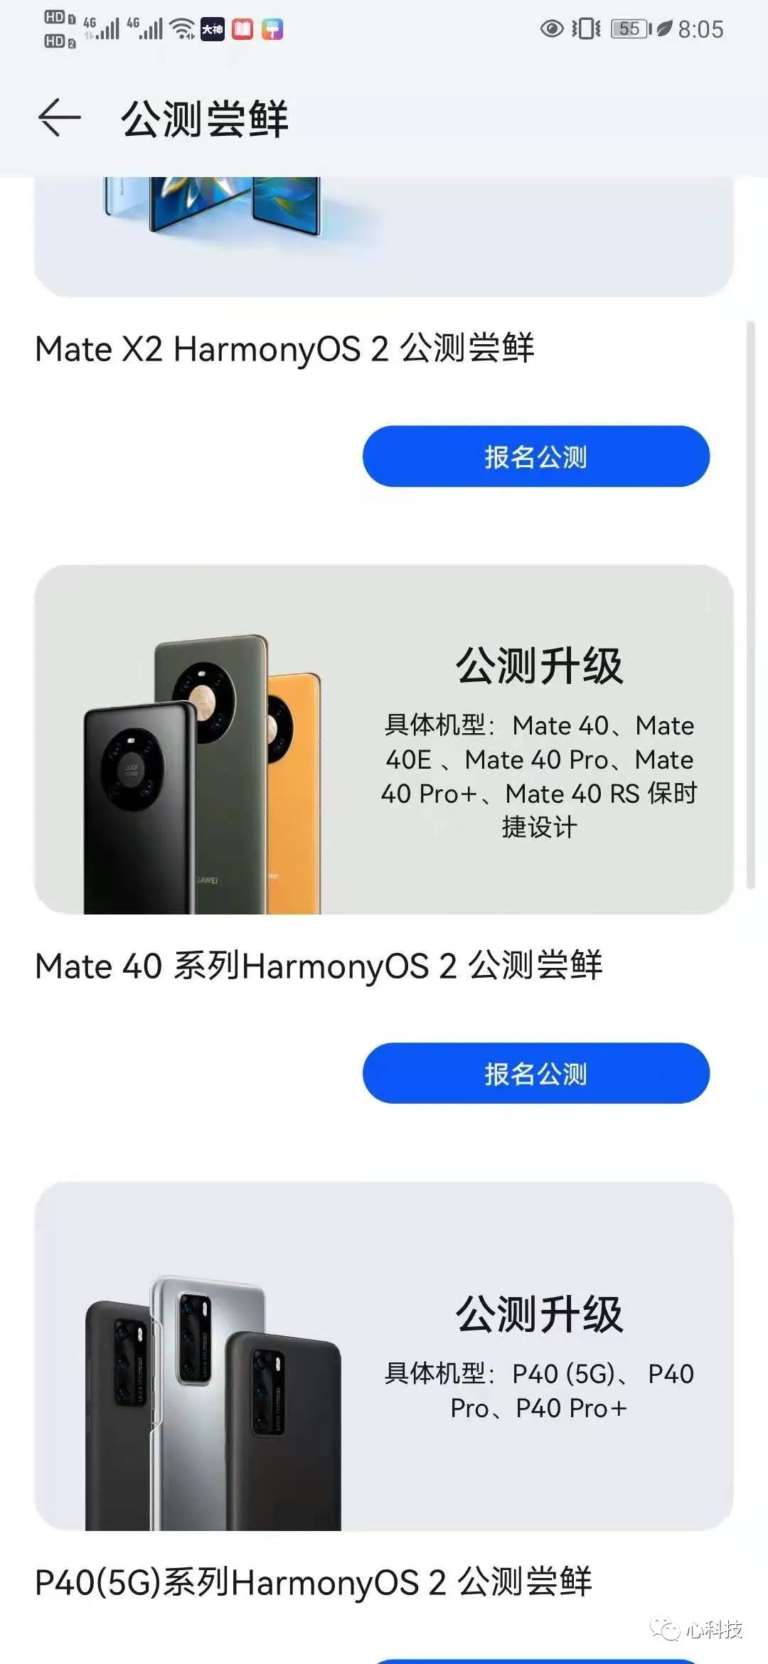 HD 1 4G 4G 大神 55 8:05
HD 2
公测尝鲜
Mate X2 HarmonyOS 2 公测尝鲜
报名公测
公测升级
具体机型：Mate 40、Mate
40E 、Mate 40 Pro、Mate
40 Pro+、Mate 40 RS 保时
捷设计
Mate 40 系列HarmonyOS 2 公测尝鲜
报名公测
公测升级
具体机型：P40 (5G)、 P40
Pro、P40 Pro+
P40(5G)系列HarmonyOS 2 公测尝鲜
心科技